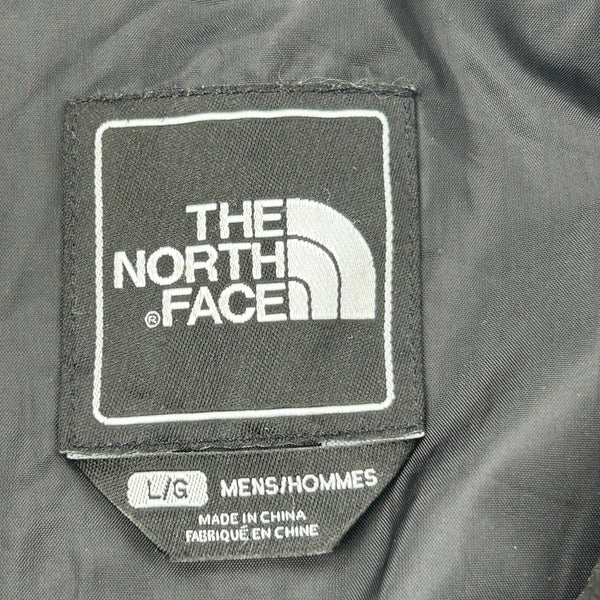 THE
NORTH
®FACE
L/G MENS/HOMMES
MADE IN CHINA
FABRIQUÉ EN CHINE